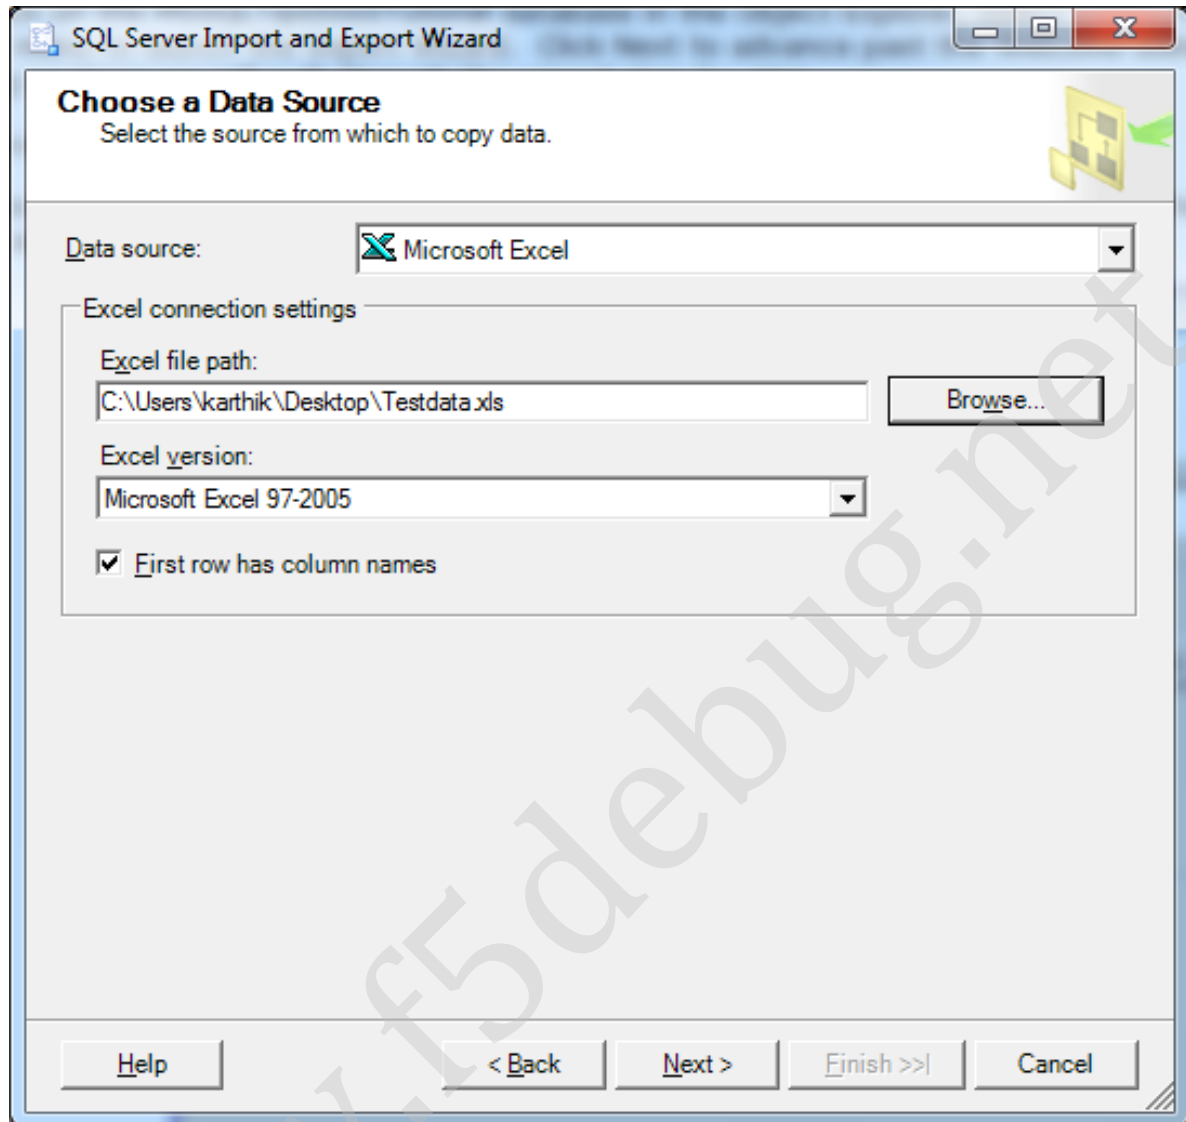 SQL Server Import and Export Wizard
Choose a Data Source
Select the source from which to copy data.
Data source:
Microsoft Excel
Excel connection settings
Excel file path:
C:\Users\karthik\Desktop\Testdata.xls
Browse...
Excel version:
Microsoft Excel 97-2005
First row has column names
Help
< Back
Next >
Finish >>|
Cancel
.f5debug.net